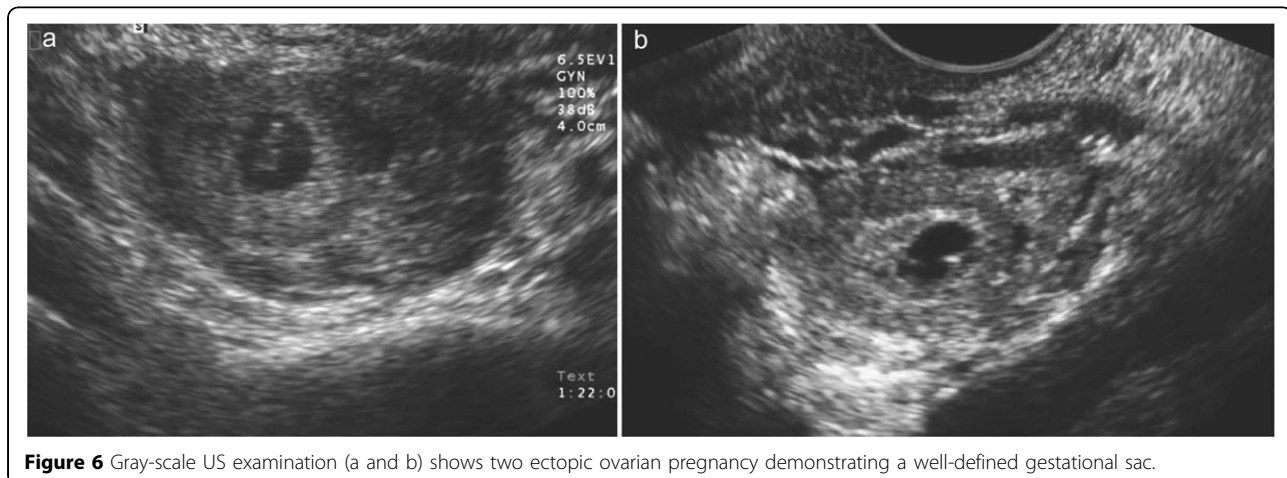 a
S
6.5EV1
GYN
100%
38dB
4.0cm
Text
1:22:0
b
Figure 6 Gray-scale US examination (a and b) shows two ectopic ovarian pregnancy demonstrating a well-defined gestational sac.